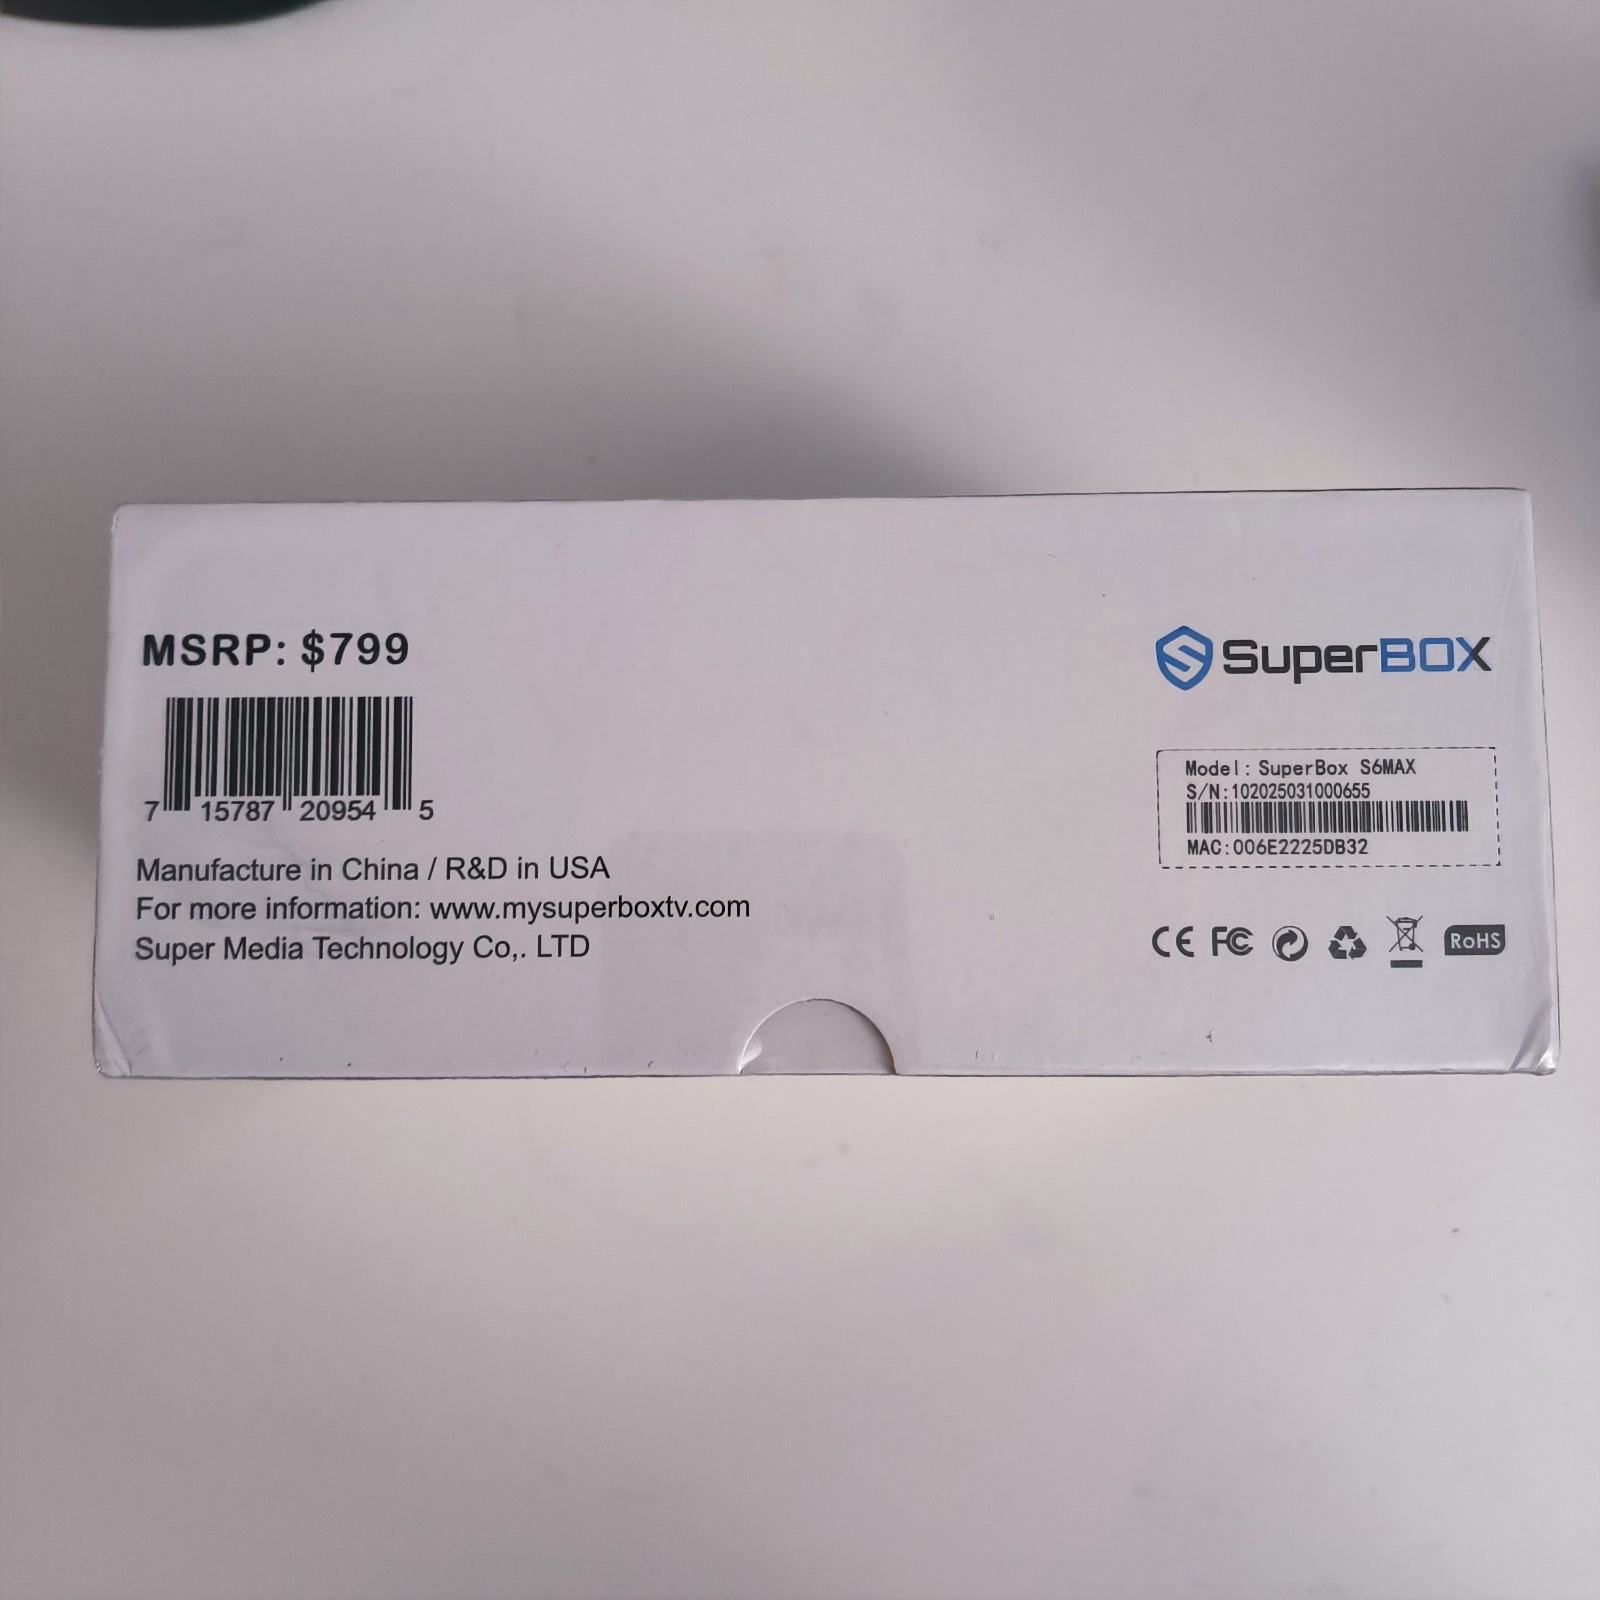 MSRP: $799
7 15787 20954 5
Manufacture in China / R&D in USA
For more information: www.mysuperboxtv.com
Super Media Technology Co,. LTD
SuperBOX
Model: SuperBox S6MAX
S/N:102025031000655
MAC:006E2225DB32
CE FC RoHS